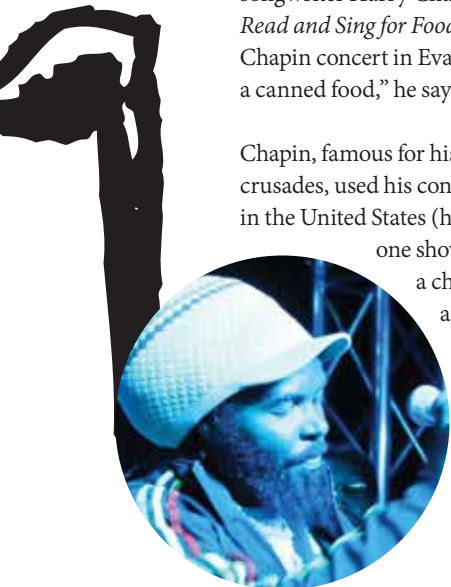 Read and Sing for Food
Chapin concert in Eva
a canned food,” he say
Chapin, famous for his
crusades, used his con
in the United States (h
one show
a ch
a